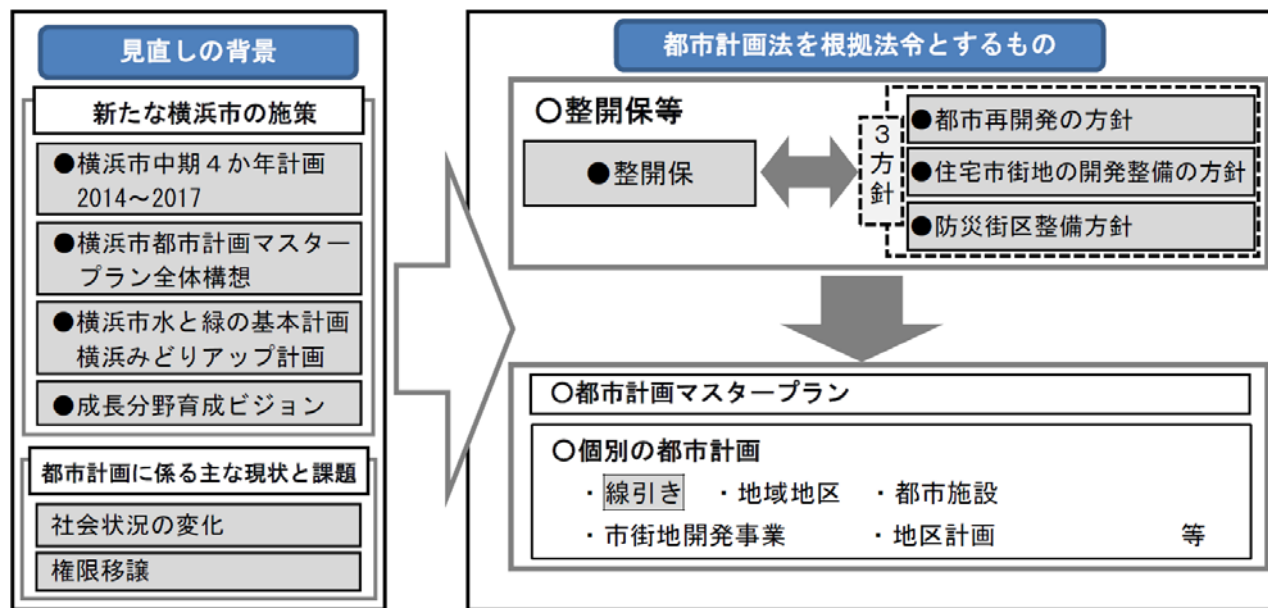 見直しの背景
新たな横浜市の施策
●横浜市中期4か年計画
2014～2017
●横浜市都市計画マスター
プラン全体構想
●横浜市水と緑の基本計画
横浜みどりアップ計画
●成長分野育成ビジョン
都市計画に係る主な現状と課題
社会状況の変化
権限移譲
都市計画法を根拠法令とするもの
〇整開保等
●整開保
3方針
●都市再開発の方針
●住宅市街地の開発整備の方針
●防災街区整備方針
〇都市計画マスタープラン
〇個別の都市計画
・線引き ・地域地区 ・都市施設
・市街地開発事業 ・地区計画 等